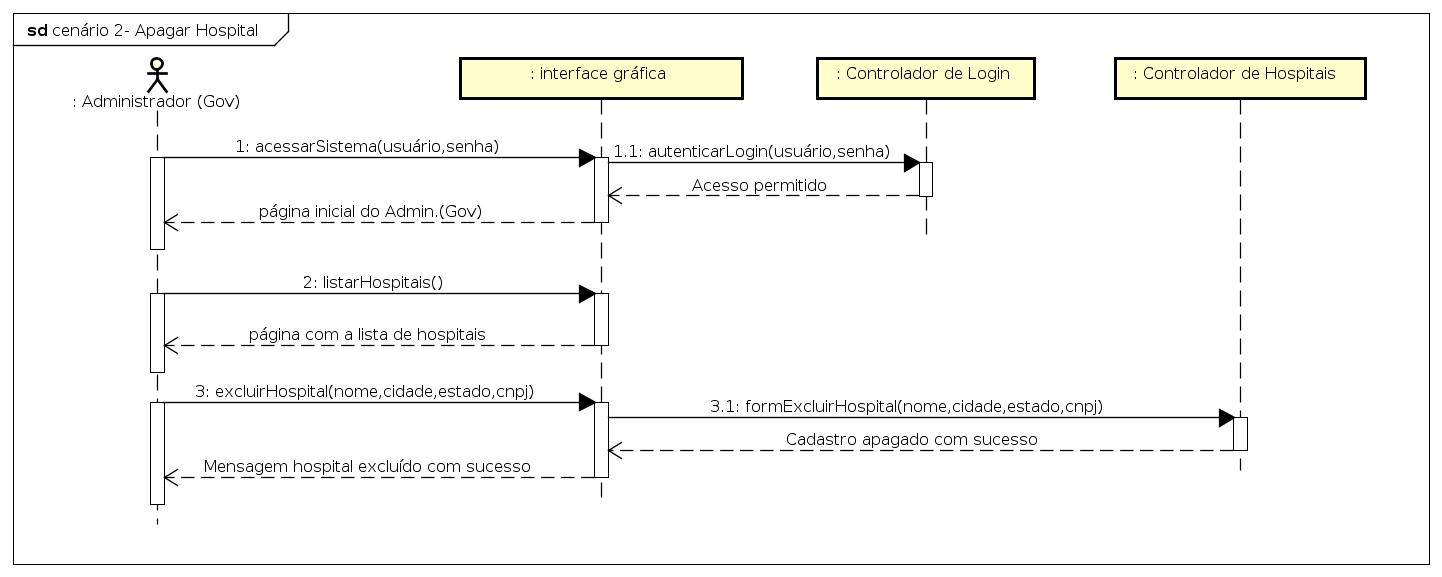 sd cenário 2- Apagar Hospital
: Administrador (Gov)
: interface gráfica
: Controlador de Login
: Controlador de Hospitais
1: acessarSistema(usuário,senha)
1.1: autenticarLogin(usuário,senha)
Acesso permitido
página inicial do Admin.(Gov)
2: listarHospitais()
página com a lista de hospitais
3: excluirHospital(nome,cidade,estado,cnpj)
3.1: formExcluirHospital(nome,cidade,estado,cnpj)
Cadastro apagado com sucesso
Mensagem hospital excluído com sucesso